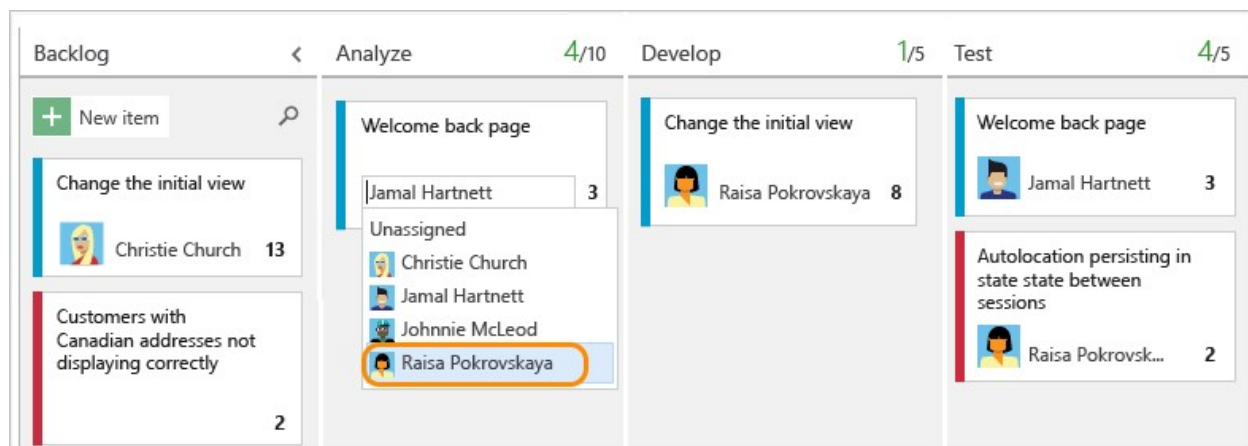 Backlog
New item
Change the initial view
Christie Church 13
Customers with
Canadian addresses not
displaying correctly
2
Analyze 4/10
Welcome back page
Jamal Hartnett 3
Unassigned
Christie Church
Jamal Hartnett
Johnnie McLeod
Raisa Pokrovskaya
Develop 1/5
Change the initial view
Raisa Pokrovskaya 8
Test 4/5
Welcome back page
Jamal Hartnett 3
Autolocation persisting in
state state between
sessions
Raisa Pokrovsk... 2